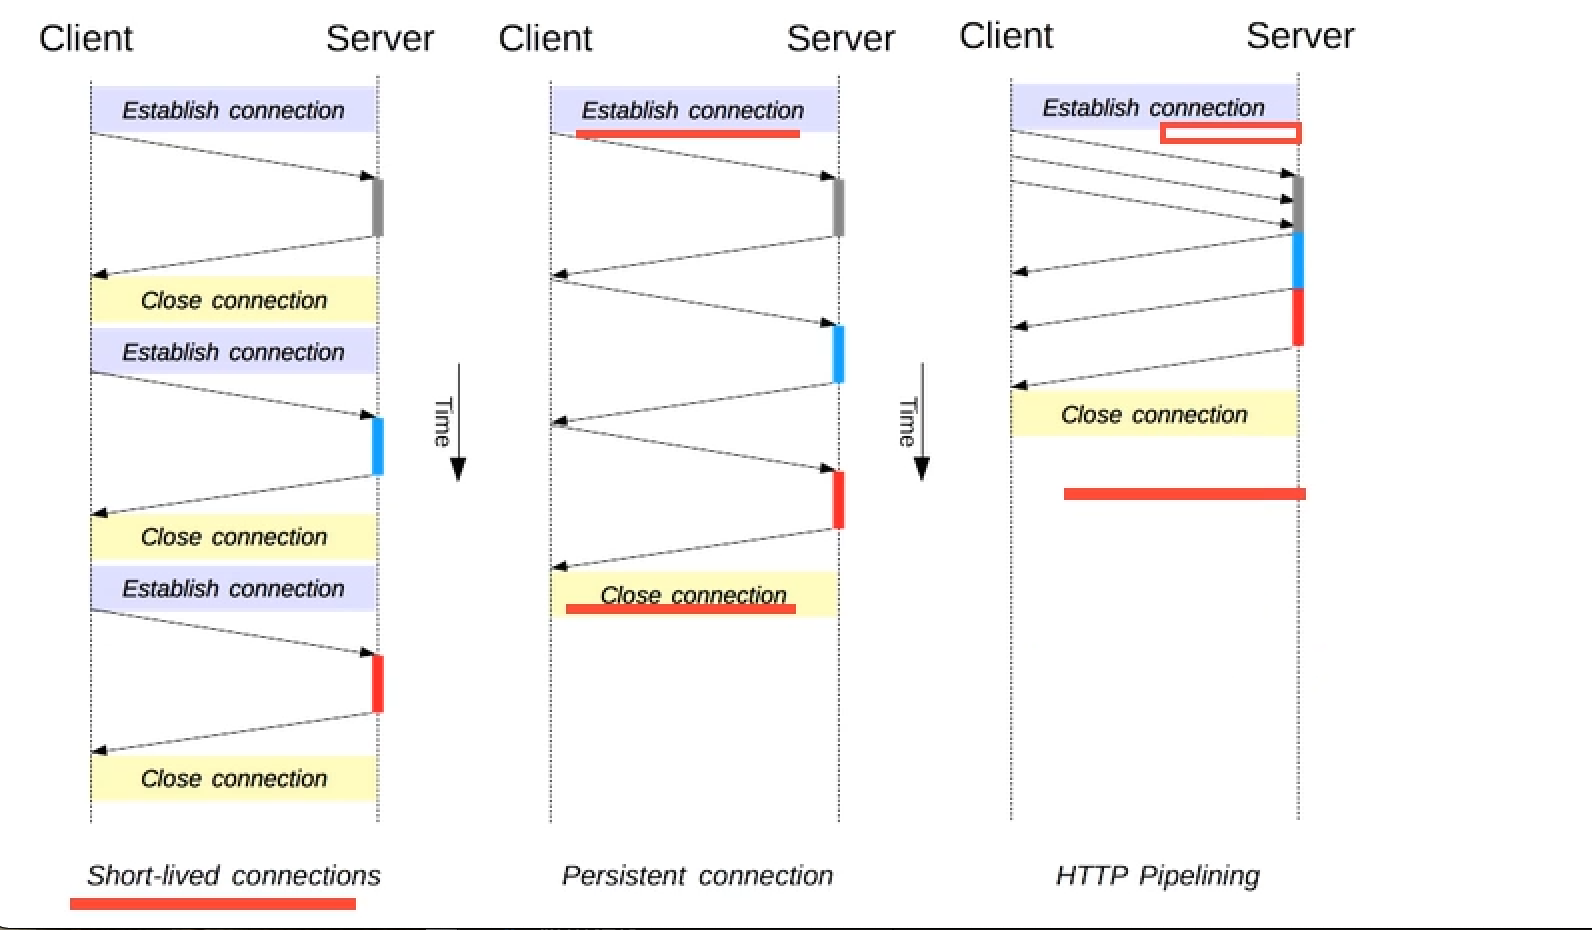 Client Server
Establish connection
Close connection
Establish connection
Close connection
Establish connection
Close connection
Short-lived connections
Time
Client Server
Establish connection
Close connection
Persistent connection
Time
Client Server
Establish connection
Close connection
HTTP Pipelining